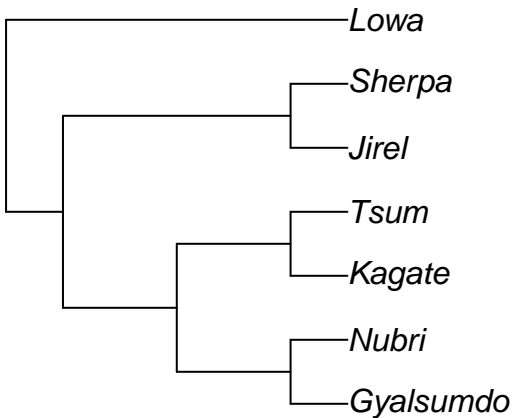 Lowa
Sherpa
Jirel
Tsum
Kagate
Nubri
Gyalsumdo